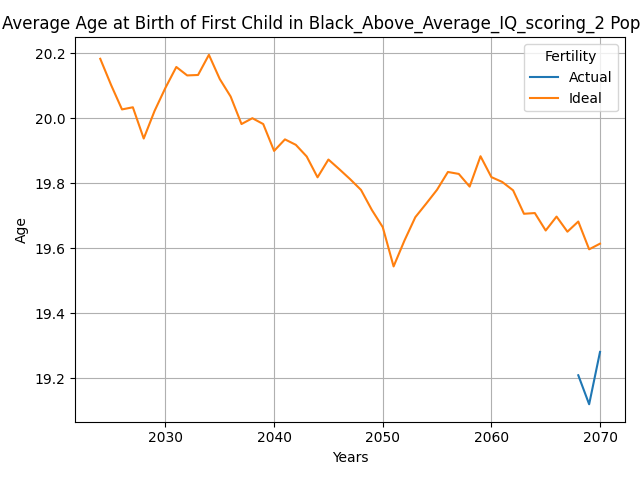 Average Age at Birth of First Child in Black_Above_Average_IQ_scoring_2 Pop
Fertility
Actual
Ideal
20.2
20.0
19.8
19.6
19.4
19.2
Age
2030 2040 2050 2060 2070
Years